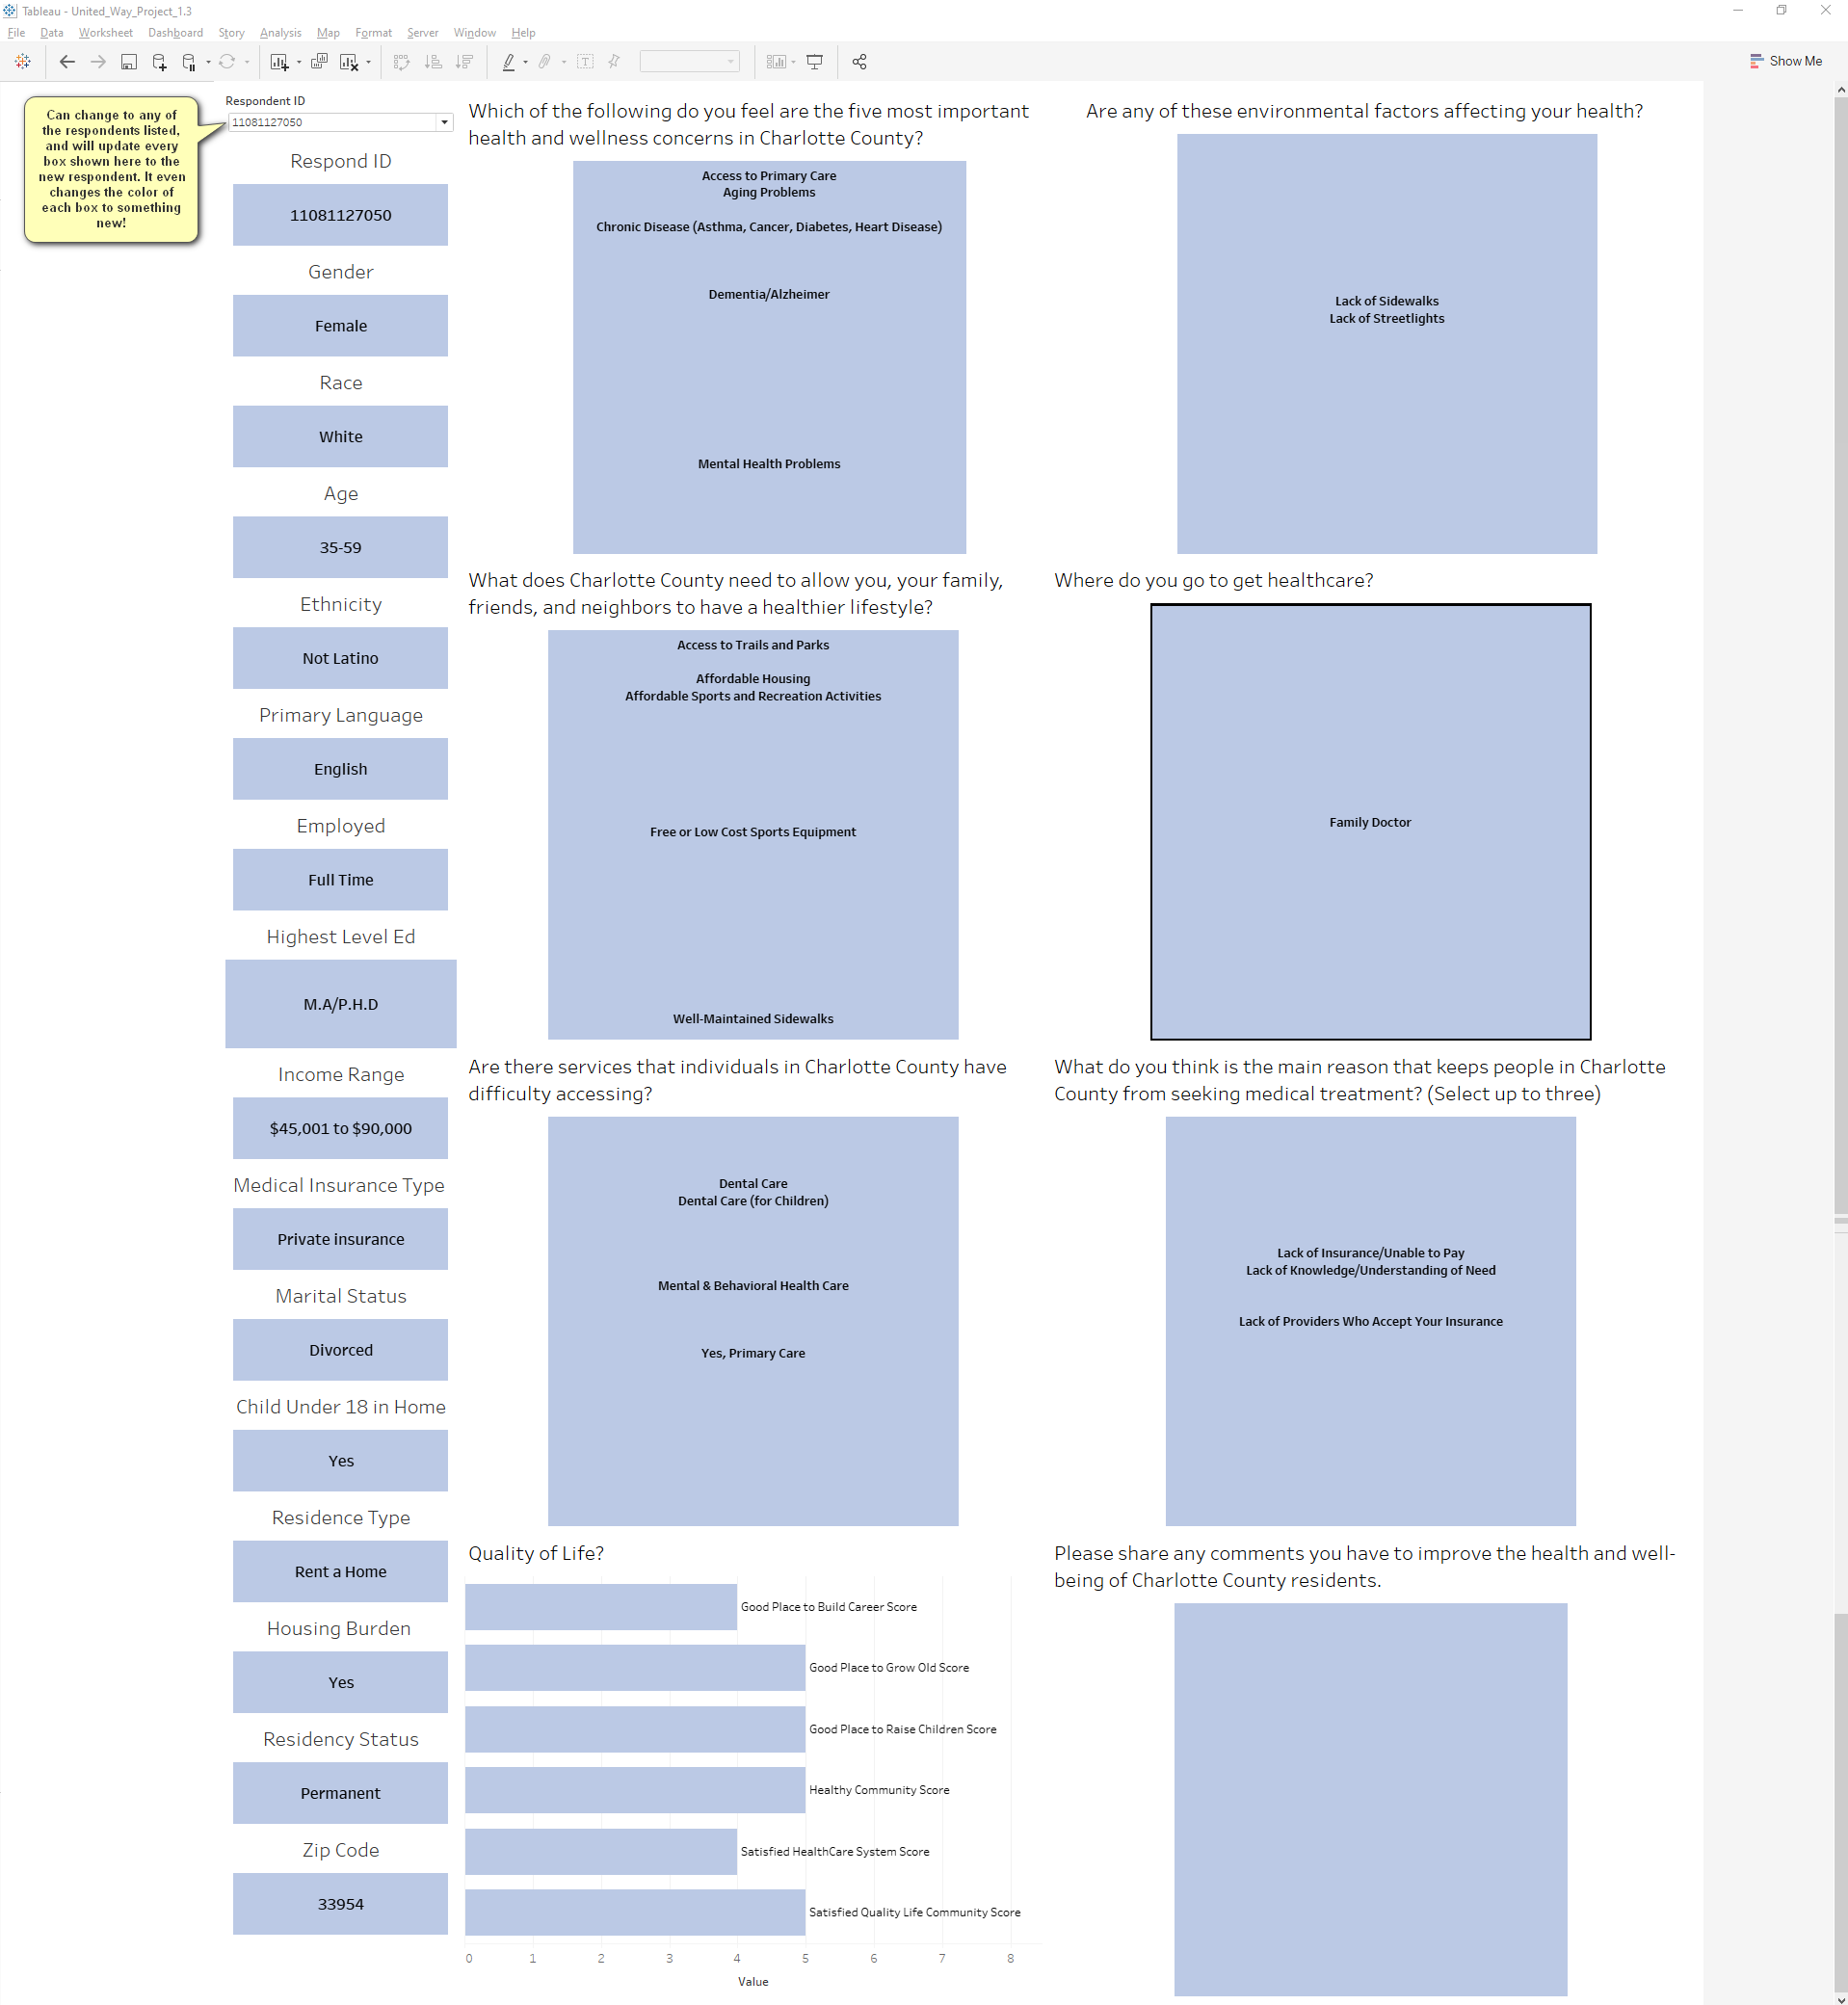 Tableau - United_Way_Project_1.3
File Data Worksheet Dashboard Story Analysis Map Format Server Window Help
Show Me
Can change to any of
the respondents listed,
and will update every
box shown here to the
new respondent. It even
changes the color of
each box to something
new!
Respondent ID
11081127050
Respond ID
11081127050
Gender
Female
Race
White
Age
35-59
Ethnicity
Not Latino
Primary Language
English
Employed
Full Time
Highest Level Ed
M.A/P.H.D
Income Range
$45,001 to $90,000
Medical Insurance Type
Private insurance
Marital Status
Divorced
Child Under 18 in Home
Yes
Residence Type
Rent a Home
Housing Burden
Yes
Residency Status
Permanent
Zip Code
33954
Which of the following do you feel are the five most important
health and wellness concerns in Charlotte County?
Access to Primary Care
Aging Problems
Chronic Disease (Asthma, Cancer, Diabetes, Heart Disease)
Dementia/Alzheimer
Mental Health Problems
Are any of these environmental factors affecting your health?
Lack of Sidewalks
Lack of Streetlights
What does Charlotte County need to allow you, your family,
friends, and neighbors to have a healthier lifestyle?
Access to Trails and Parks
Affordable Housing
Affordable Sports and Recreation Activities
Free or Low Cost Sports Equipment
Well-Maintained Sidewalks
Where do you go to get healthcare?
Family Doctor
Are there services that individuals in Charlotte County have
difficulty accessing?
Dental Care
Dental Care (for Children)
Mental & Behavioral Health Care
Yes, Primary Care
What do you think is the main reason that keeps people in Charlotte
County from seeking medical treatment? (Select up to three)
Lack of Insurance/Unable to Pay
Lack of Knowledge/Understanding of Need
Lack of Providers Who Accept Your Insurance
Quality of Life?
Good Place to Build Career Score
Good Place to Grow Old Score
Good Place to Raise Children Score
Healthy Community Score
Satisfied HealthCare System Score
Satisfied Quality Life Community Score
0 1 2 3 4 5 6 7 8
Value
Please share any comments you have to improve the health and well-
being of Charlotte County residents.